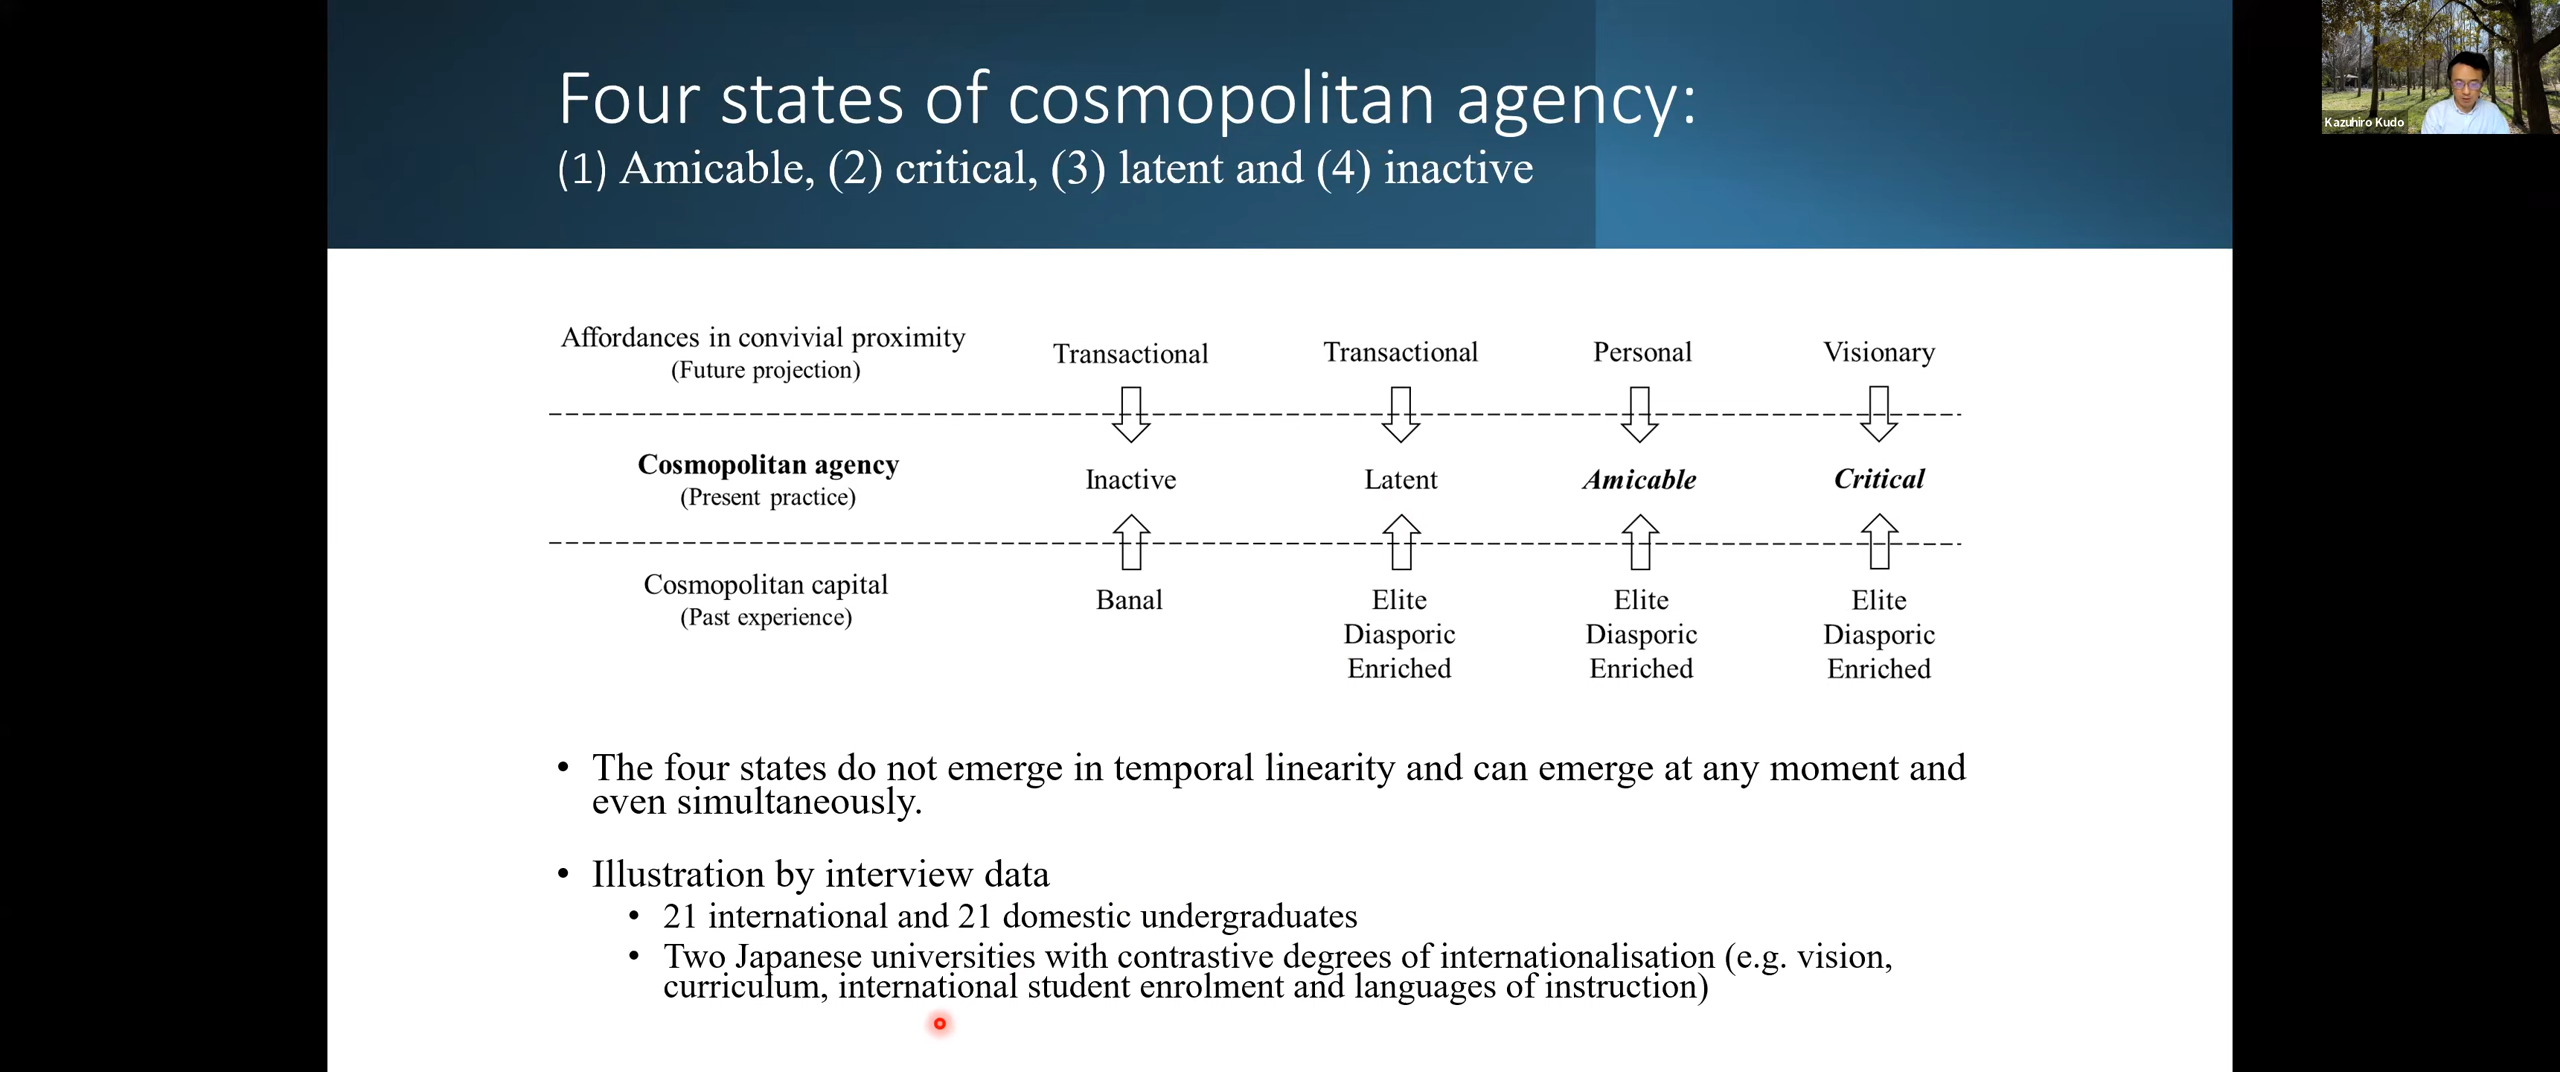 Four states of cosmopolitan agency:
(1) Amicable, (2) critical, (3) latent and (4) inactive
Kazuhiro Kudo
Affordances in convivial proximity
(Future projection)
Transactional
Transactional
Personal
Visionary
Cosmopolitan agency
(Present practice)
Inactive
Latent
Amicable
Critical
Cosmopolitan capital
(Past experience)
Banal
Elite
Diasporic
Enriched
Elite
Diasporic
Enriched
Elite
Diasporic
Enriched
• The four states do not emerge in temporal linearity and can emerge at any moment and
even simultaneously.
• Illustration by interview data
• 21 international and 21 domestic undergraduates
• Two Japanese universities with contrastive degrees of internationalisation (e.g. vision,
curriculum, international student enrolment and languages of instruction)